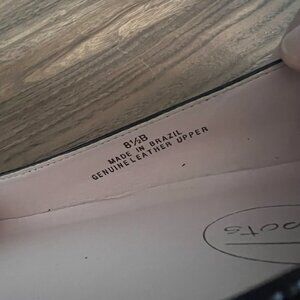 8½B
MADE IN BRAZIL
GENUINE LEATHER UPPER